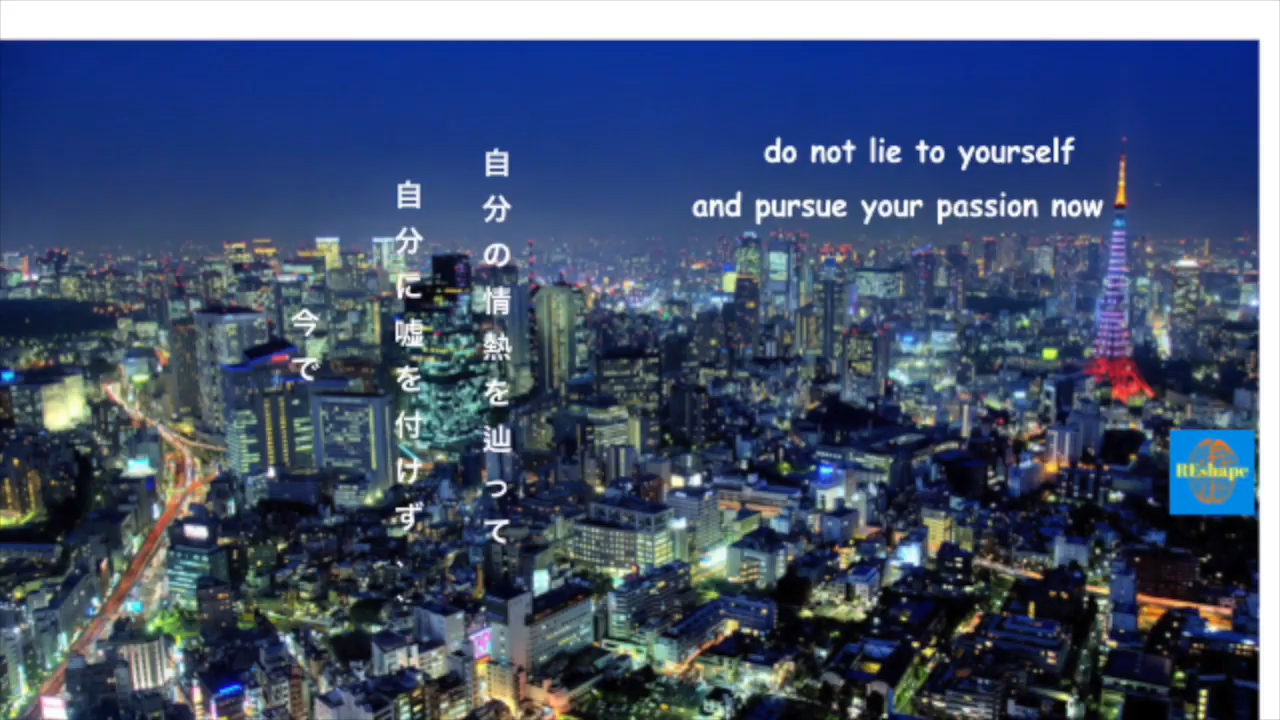 do not lie to yourself
and pursue your passion now
自分の情熱を辿って
自分に嘘を付けず
今で
REshape